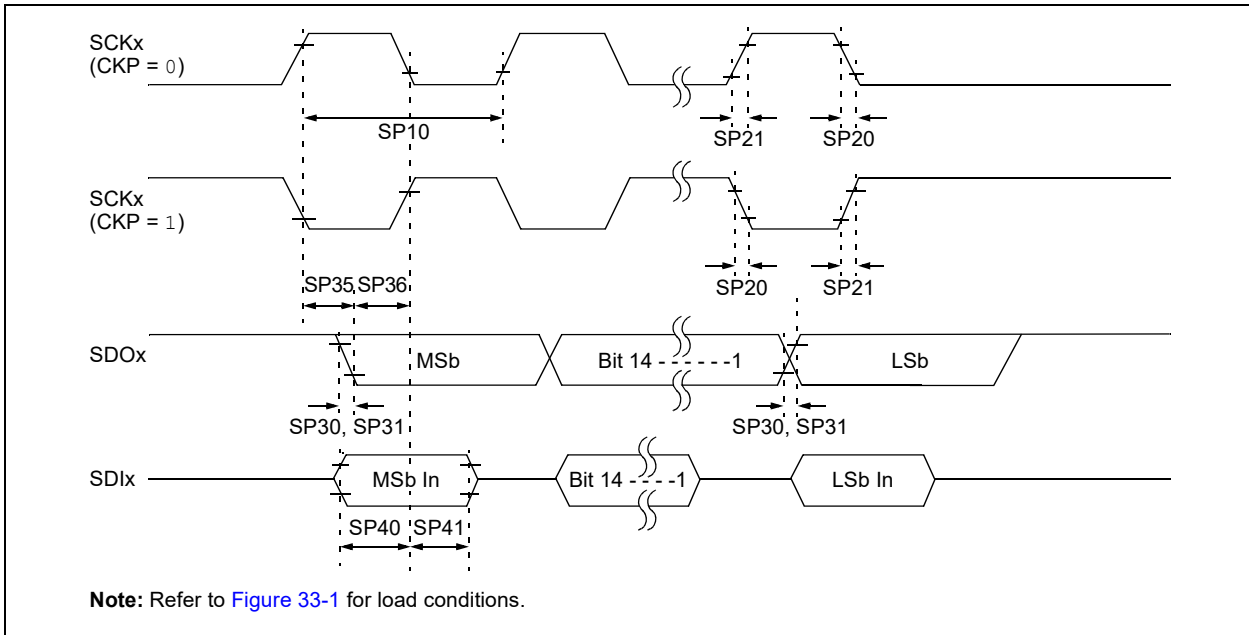 SCKx
(CKP = 0)
SP10
SP21
SP20
SCKx
(CKP = 1)
SP35
SP36
SP20
SP21
SDOx
MSb
Bit 14 - - - - - -1
LSb
SP30, SP31
SP30, SP31
SDIx
MSb In
Bit 14 - - - -1
LSb In
SP40
SP41
Note: Refer to Figure 33-1 for load conditions.